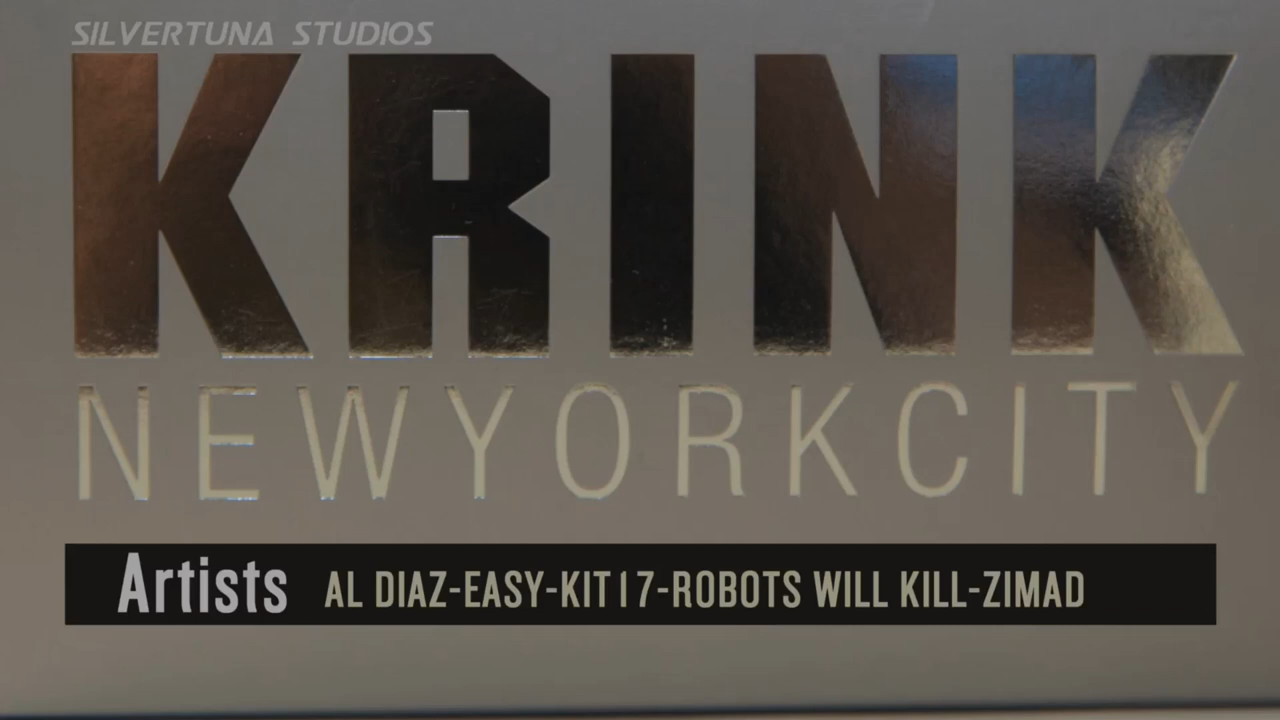 SILVERTUNA STUDIOS
KRINK
NEWYORKCITY
Artists AL DIAZ-EASY-KIT17-ROBOTS WILL KILL-ZIMAD